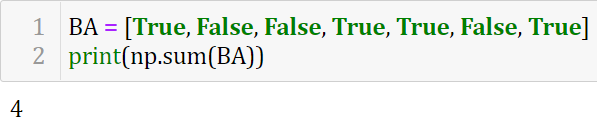 1 BA = [True, False, False, True, True, False, True]
2 print(np.sum(BA))
4